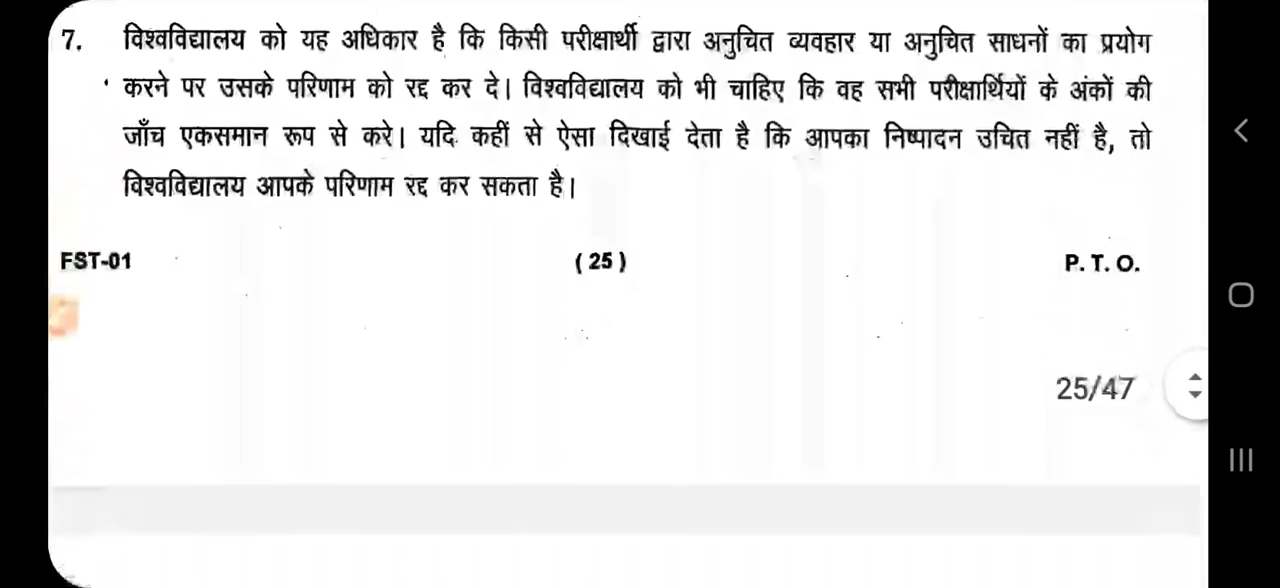 7. विश्वविद्यालय को यह अधिकार है कि किसी परीक्षार्थी द्वारा अनुचित व्यवहार या अनुचित साधनों का प्रयोग
करने पर उसके परिणाम को रद्द कर दे। विश्वविद्यालय को भी चाहिए कि वह सभी परीक्षार्थियों के अंकों की
जाँच एकसमान रूप से करे। यदि कहीं से ऐसा दिखाई देता है कि आपका निष्पादन उचित नहीं है, तो
विश्वविद्यालय आपके परिणाम रद्द कर सकता है।
FST-01 (25) P. T. O.
25/47